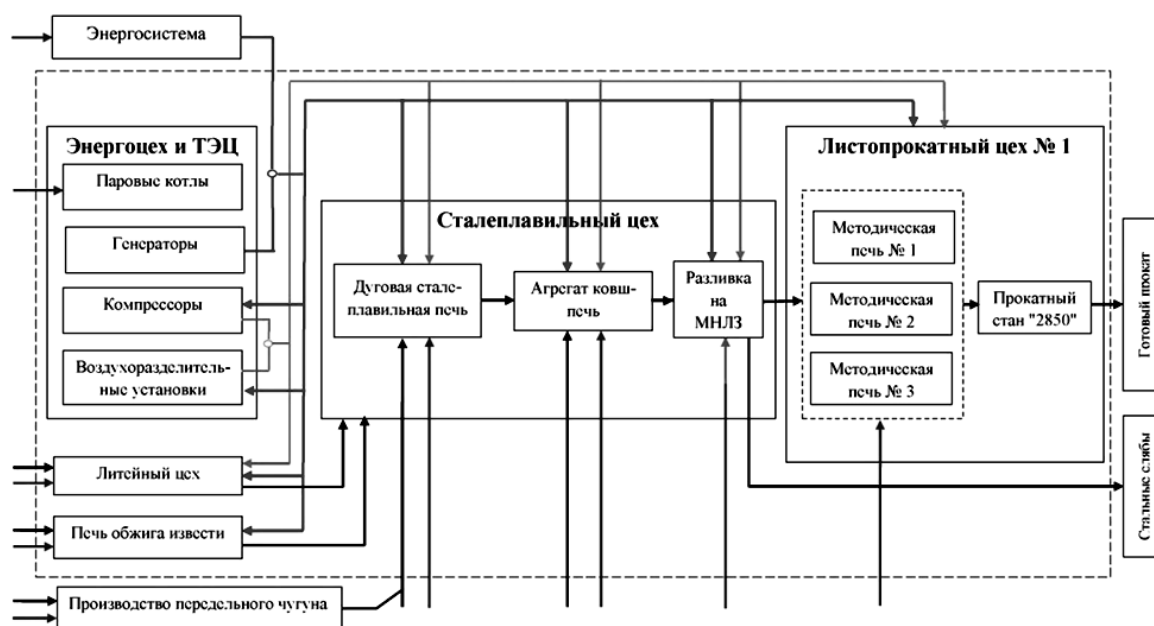 Энергосистема
Энергоцех и ТЭЦ
Паровые котлы
Генераторы
Компрессоры
Воздухоразделитель-
ные установки
Литейный цех
Печь обжига извести
Производство передельного чугуна
Сталеплавильный цех
Дуговая стале-
плавильная печь
Агрегат ковш-
печь
Разливка
на
МНЛЗ
Листопрокатный цех № 1
Методическая
печь № 1
Методическая
печь № 2
Методическая
печь № 3
Прокатный
стан "2850"
Готовый прокат
Стальные слябы